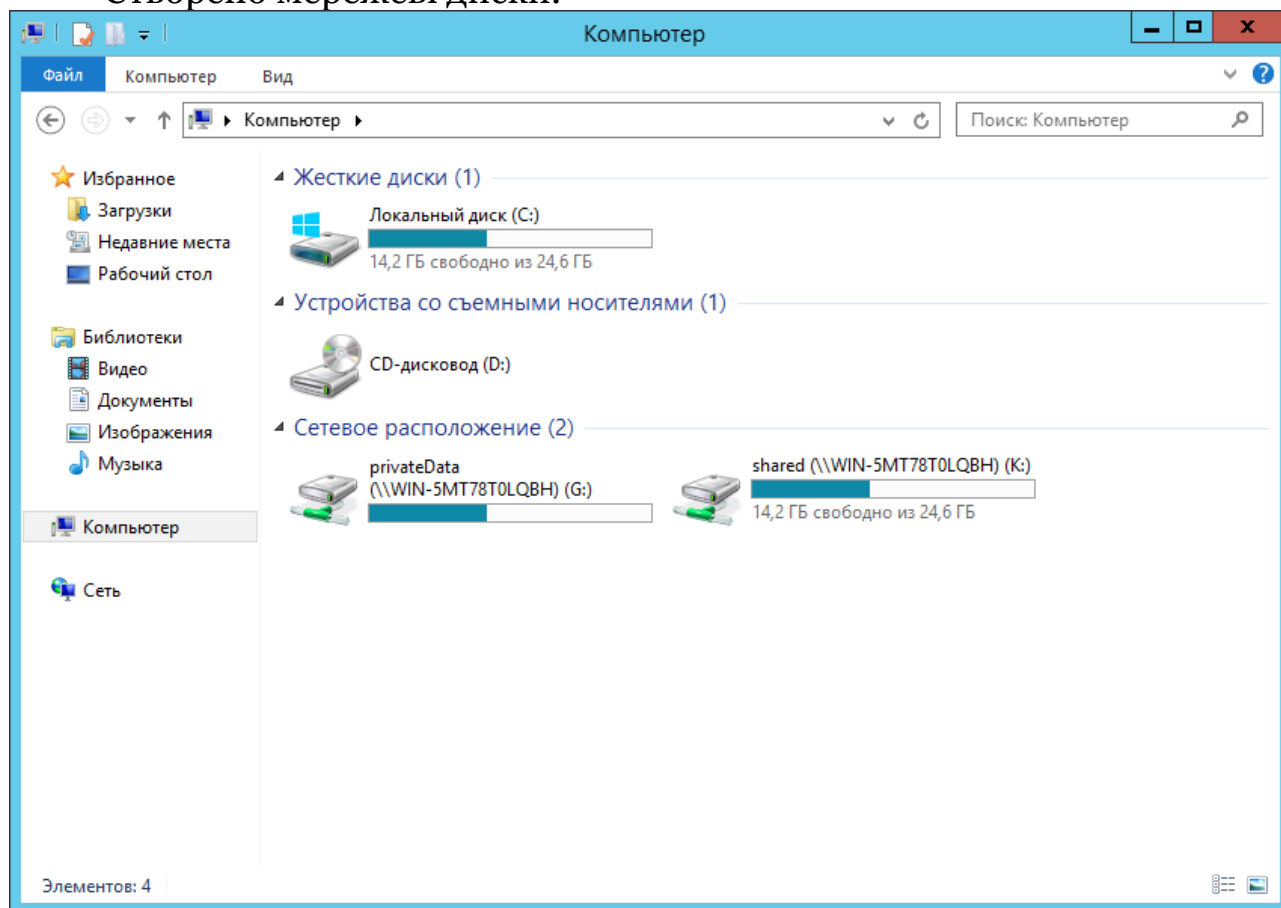 Створено мережеві диски:
Компьютер
Файл Компьютер Вид
Компьютер
Поиск: Компьютер
Избранное
Загрузки
Недавние места
Рабочий стол
Библиотеки
Видео
Документы
Изображения
Музыка
Компьютер
Сеть
Жесткие диски (1)
Локальный диск (C:)
14,2 ГБ свободно из 24,6 ГБ
Устройства со съемными носителями (1)
CD-дисковод (D:)
Сетевое расположение (2)
privateData
(\\WIN-5MT78T0LQBH) (G:)
shared (\\WIN-5MT78T0LQBH) (K:)
14,2 ГБ свободно из 24,6 ГБ
Элементов: 4